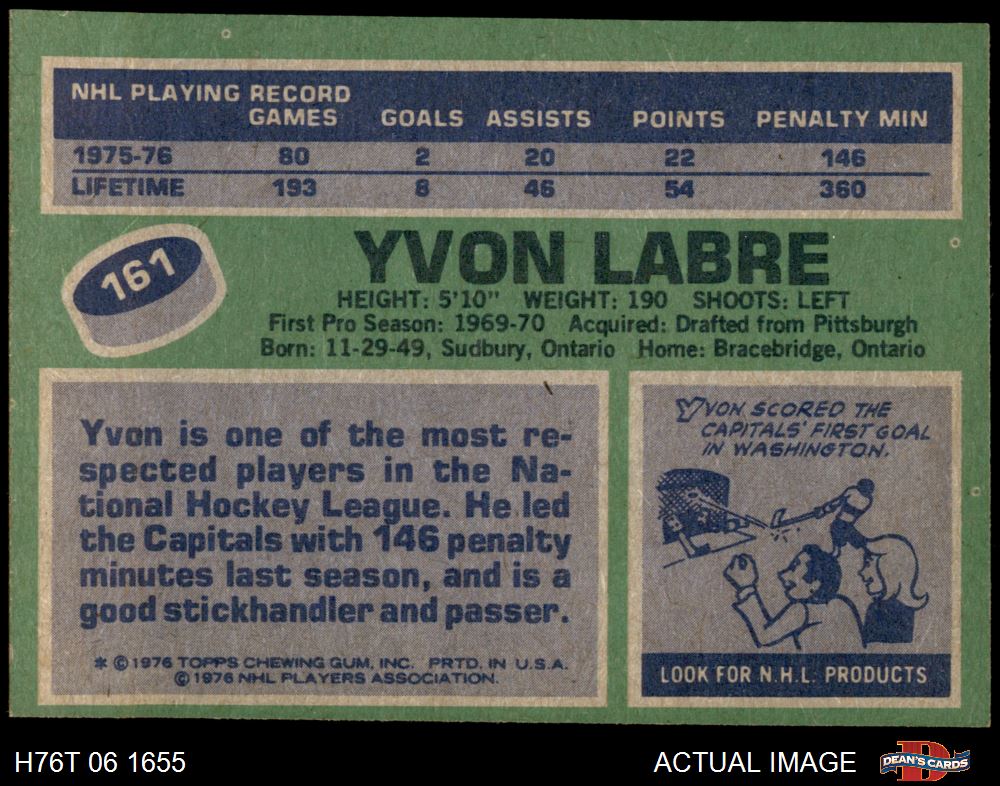 NHL PLAYING RECORD
GAMES GOALS ASSISTS POINTS PENALTY MIN
1975-76 80 2 20 22 146
LIFETIME 193 8 46 54 360
161
YVON LABRE
HEIGHT: 5'10" WEIGHT: 190 SHOOTS: LEFT
First Pro Season: 1969-70 Acquired: Drafted from Pittsburgh
Born: 11-29-49, Sudbury, Ontario Home: Bracebridge, Ontario
Yvon is one of the most re-
spected players in the Na-
tional Hockey League. He led
the Capitals with 146 penalty
minutes last season, and is a
good stickhandler and passer.
* © 1976 TOPPS CHEWING GUM, INC. PRTD. IN U.S.A.
© 1976 NHL PLAYERS ASSOCIATION.
YVON SCORED THE
CAPITALS' FIRST GOAL
IN WASHINGTON.
LOOK FOR N.H.L. PRODUCTS
H76T 06 1655 ACTUAL IMAGE
D
DEAN'S CARDS